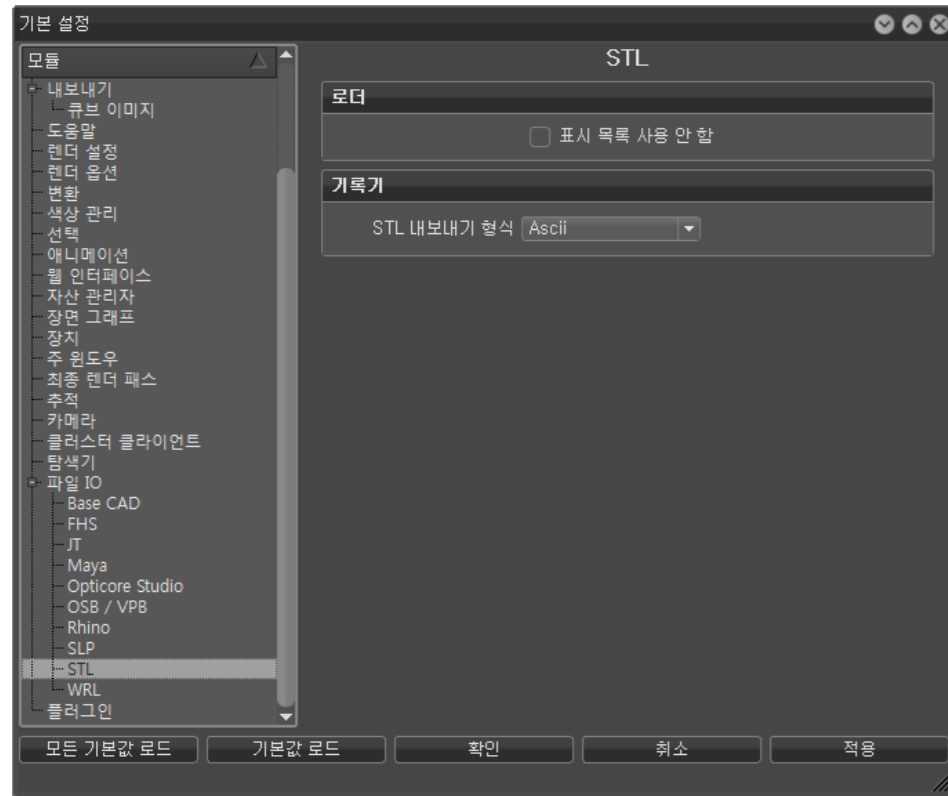 기본 설정
모듈
내보내기
큐브 이미지
도움말
렌더 설정
렌더 옵션
변환
색상 관리
선택
애니메이션
웹 인터페이스
자산 관리자
장면 그래프
장치
주 윈도우
최종 렌더 패스
추적
카메라
클러스터 클라이언트
탐색기
파일 IO
Base CAD
FHS
JT
Maya
Opticore Studio
OSB / VPB
Rhino
SLP
STL
WRL
플러그인
STL
로더
표시 목록 사용 안 함
기록기
STL 내보내기 형식 Ascii
모든 기본값 로드 기본값 로드 확인 취소 적용